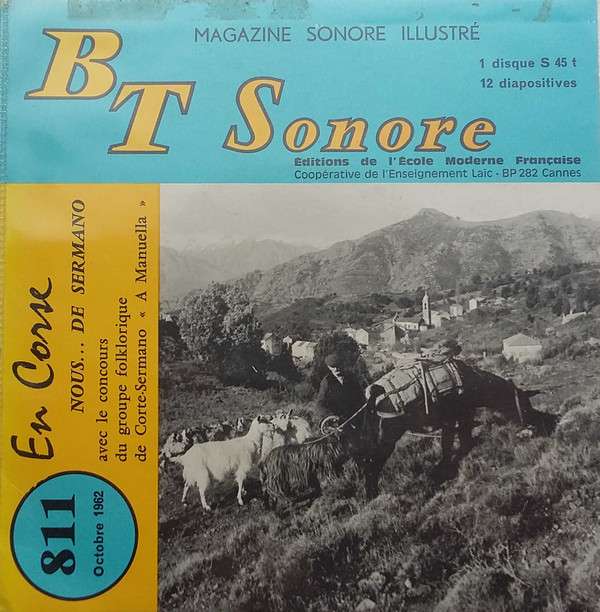 MAGAZINE SONORE ILLUSTRÉ
BT Sonore
1 disque S 45 t
12 diapositives
Éditions de l'École Moderne Française
Coopérative de l'Enseignement Laïc - BP 282 Cannes
En Corse
NOUS... DE SERMANO
avec le concours
du groupe folklorique
de Corte-Sermano « A Manuella »
811
Octobre 1962